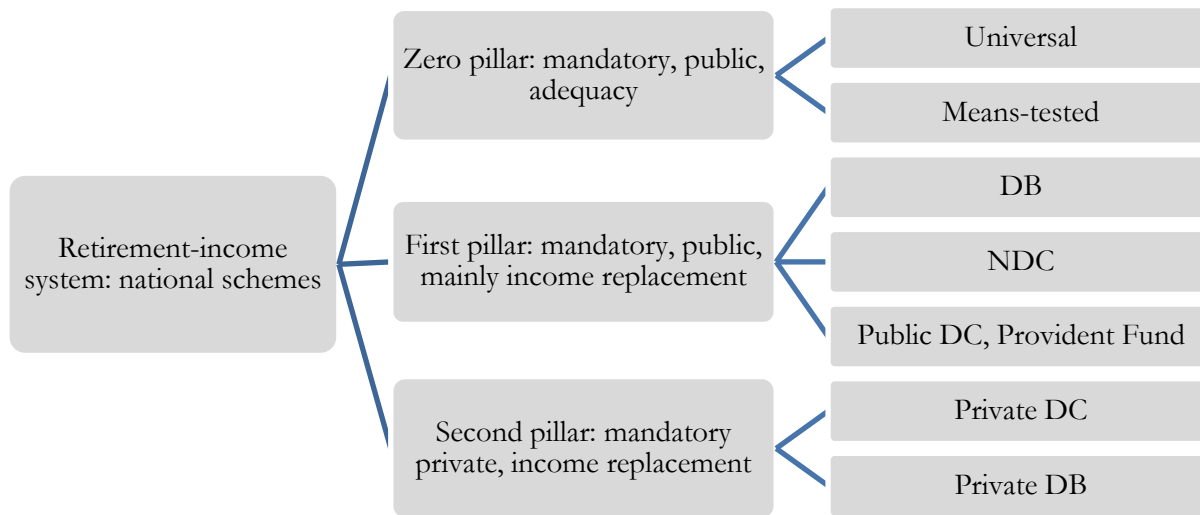 Retirement-income
system: national schemes
Zero pillar: mandatory, public,
adequacy
Universal
Means-tested
First pillar: mandatory, public,
mainly income replacement
DB
NDC
Public DC, Provident Fund
Second pillar: mandatory
private, income replacement
Private DC
Private DB